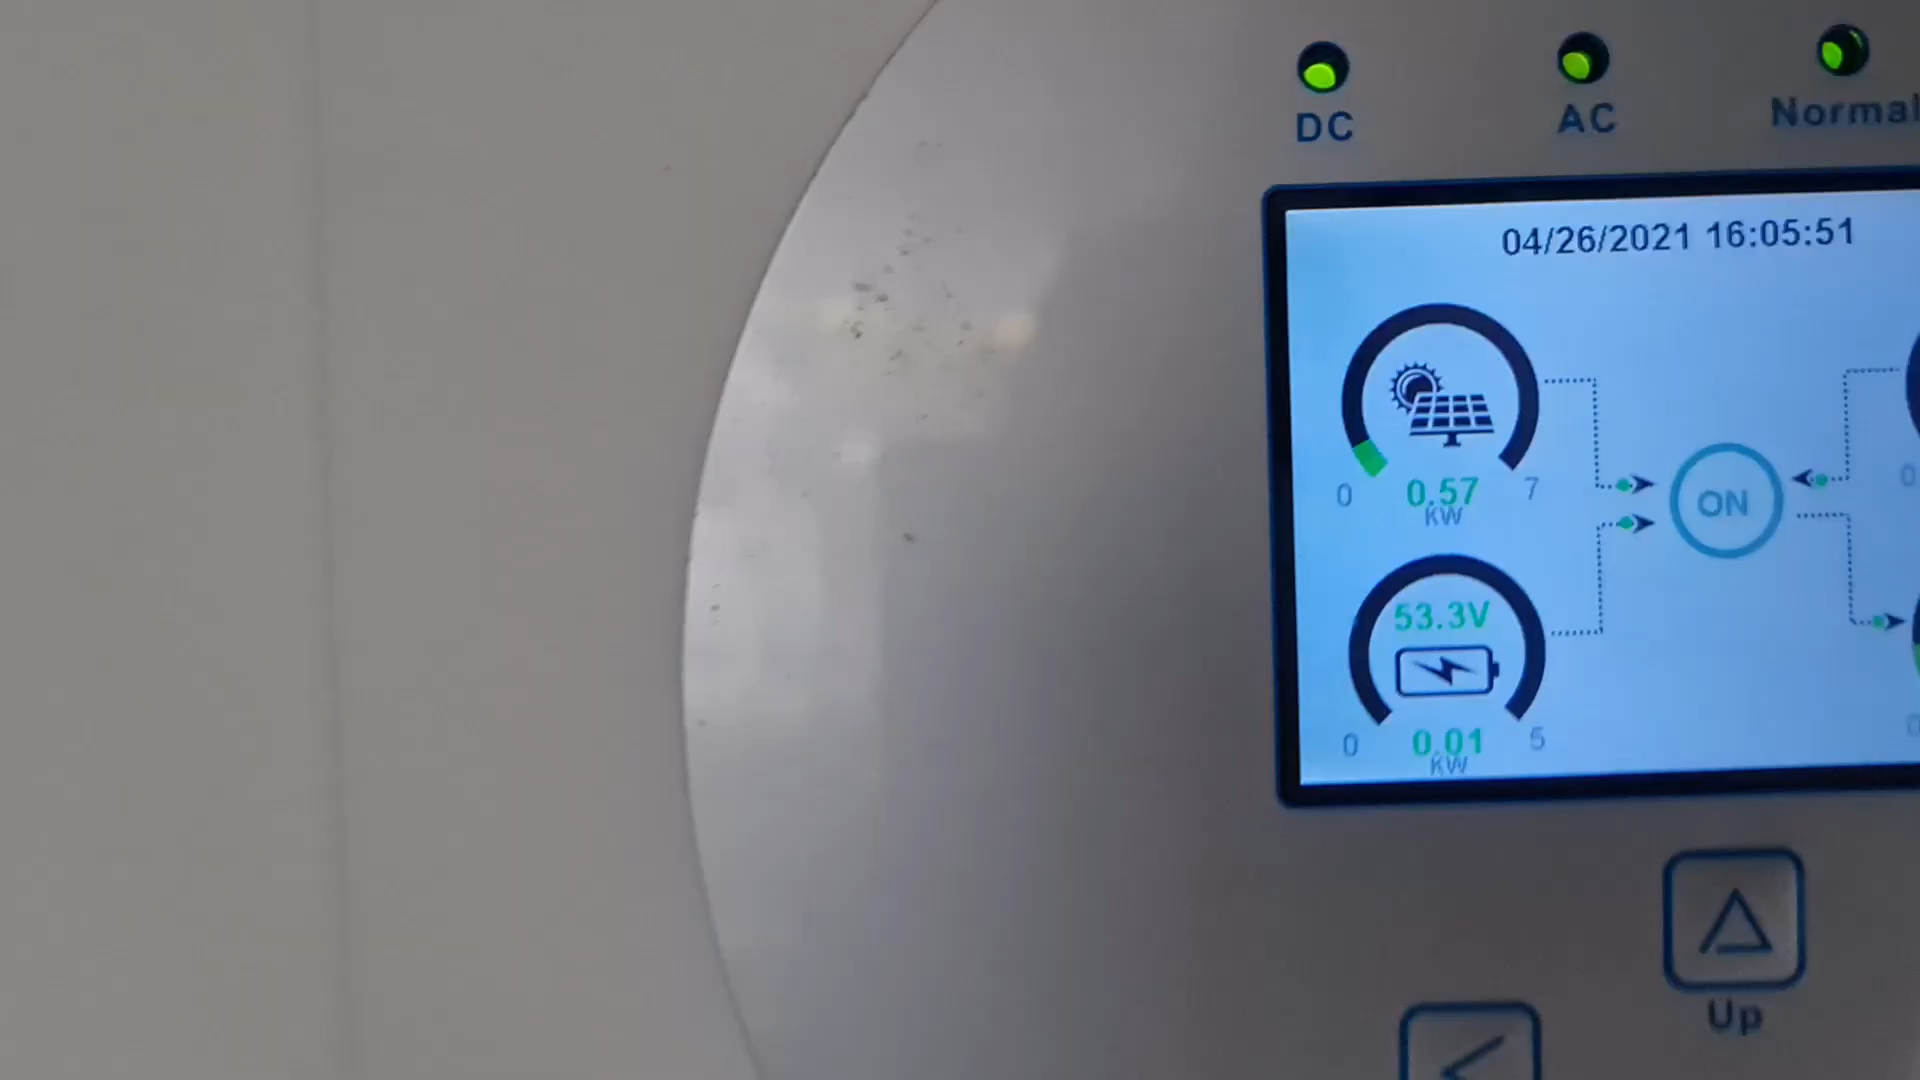 DC AC Normal
04/26/2021 16:05:51
0 0.57 7
KW
ON
53.3V
0 0.01 5
KW
Up